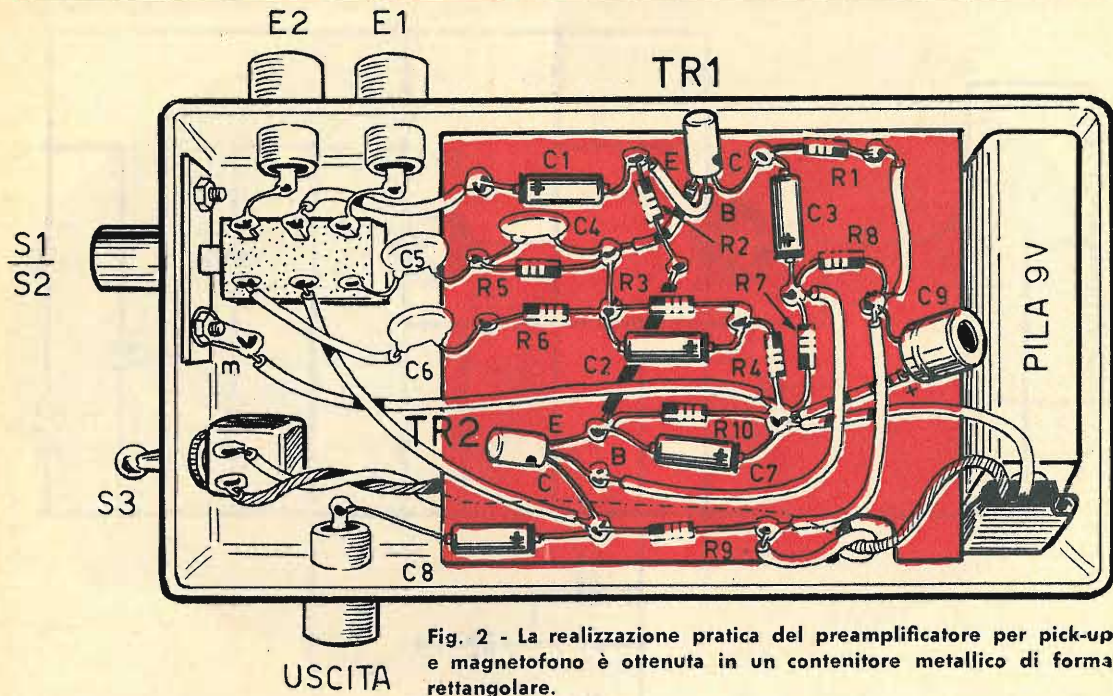 E2 E1
TR1
S1
S2
C1
E
C
R1
B
C3
C4
R2
C5
R8
R5
R3
R7
C9
R6
C6
C2
R4
m
+
PILA 9V
TR2
E
R10
B
C7
C
S3
R9
C8
USCITA
Fig. 2 - La realizzazione pratica del preamplificatore per pick-up
e magnetofono è ottenuta in un contenitore metallico di forma
rettangolare.